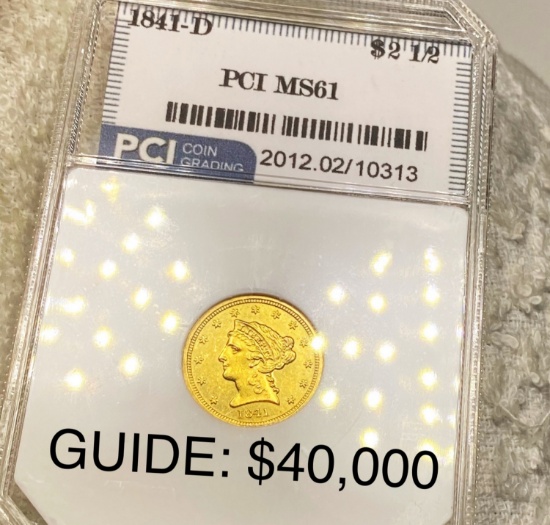 1841-D
$2 1/2
PCI MS61
PCI COIN GRADING
2012.02/10313
1841
GUIDE: $40,000